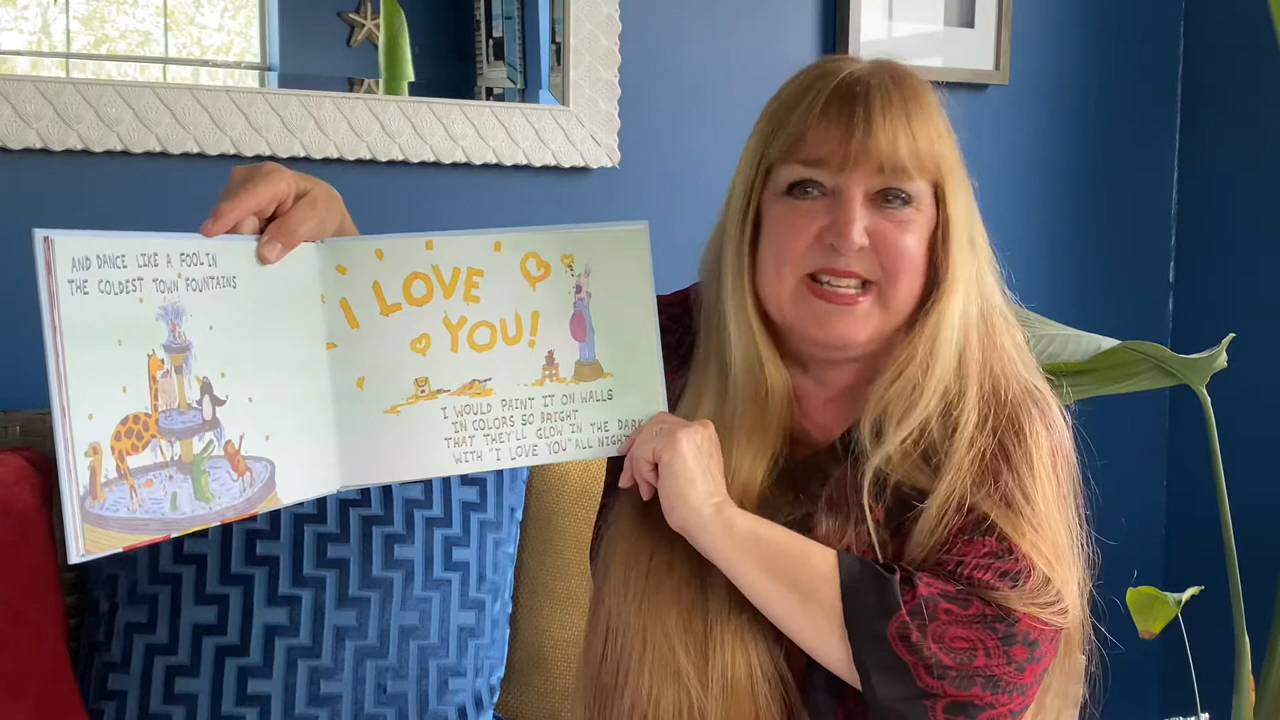 AND DANCE LIKE A FOOL IN
THE COLDEST TOWN FOUNTAINS
I LOVE
YOU!
I WOULD PAINT IT ON WALLS
IN COLORS SO BRIGHT
THAT THEY'LL GLOW IN THE DARK
WITH "I LOVE YOU" ALL NIGHT